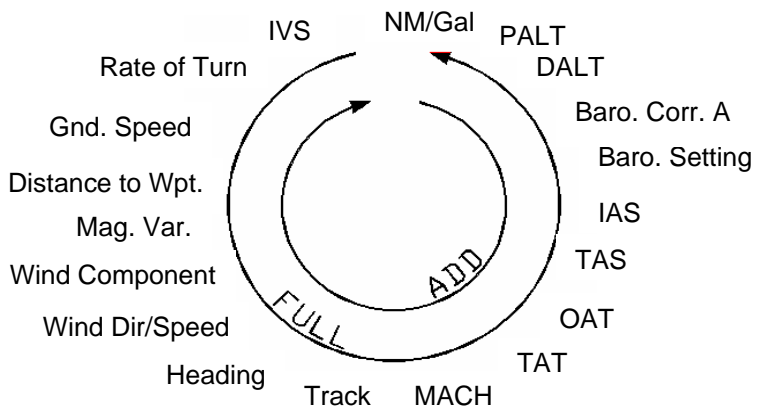 NM/Gal
PALT
DALT
Baro. Corr. A
Baro. Setting
IAS
TAS
OAT
TAT
MACH
Track
Heading
Wind Dir/Speed
Wind Component
Mag. Var.
Distance to Wpt.
Gnd. Speed
Rate of Turn
IVS
FULL
ADD